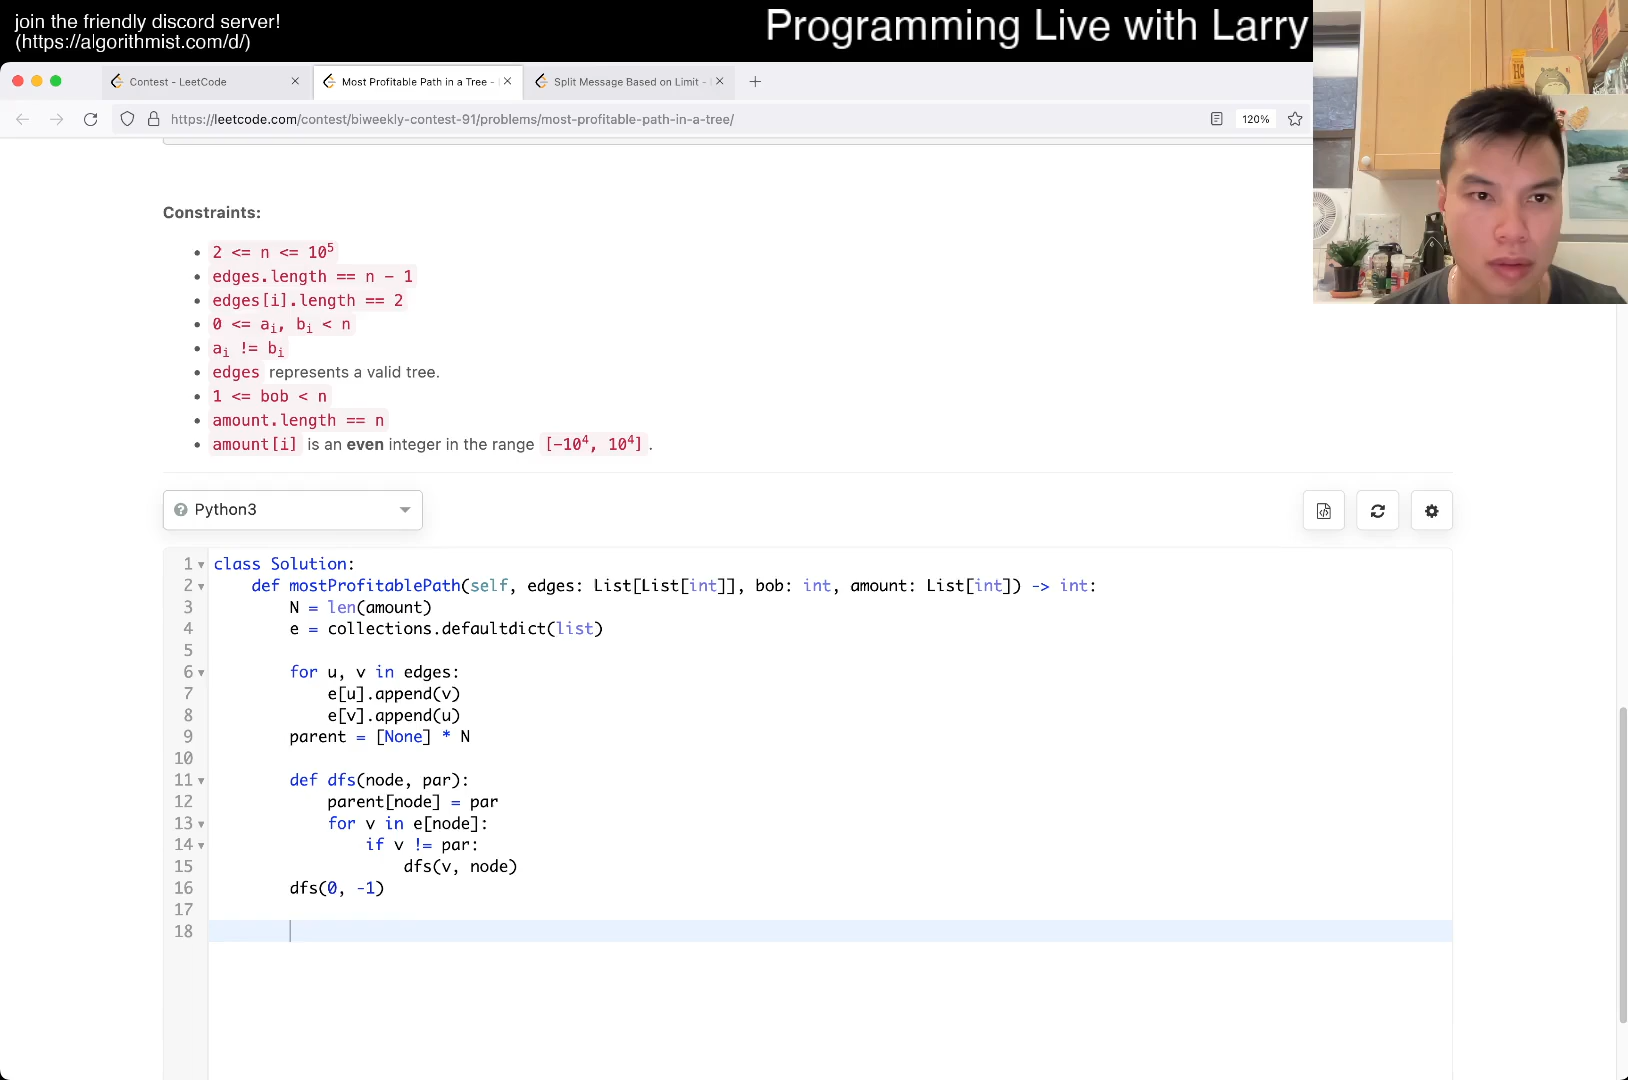 join the friendly discord server!
(https://algorithmist.com/d/)
Programming Live with Larry
Contest - LeetCode
Most Profitable Path in a Tree -
Split Message Based on Limit -
https://leetcode.com/contest/biweekly-contest-91/problems/most-profitable-path-in-a-tree/
120%
Constraints:
2 <= n <= 10^5
edges.length == n - 1
edges[i].length == 2
0 <= a_i, b_i < n
a_i != b_i
edges represents a valid tree.
1 <= bob < n
amount.length == n
amount[i] is an even integer in the range [-10^4, 10^4].
Python3
1 class Solution:
2     def mostProfitablePath(self, edges: List[List[int]], bob: int, amount: List[int]) -> int:
3         N = len(amount)
4         e = collections.defaultdict(list)
5
6         for u, v in edges:
7             e[u].append(v)
8             e[v].append(u)
9         parent = [None] * N
10
11         def dfs(node, par):
12             parent[node] = par
13             for v in e[node]:
14                 if v != par:
15                     dfs(v, node)
16         dfs(0, -1)
17
18